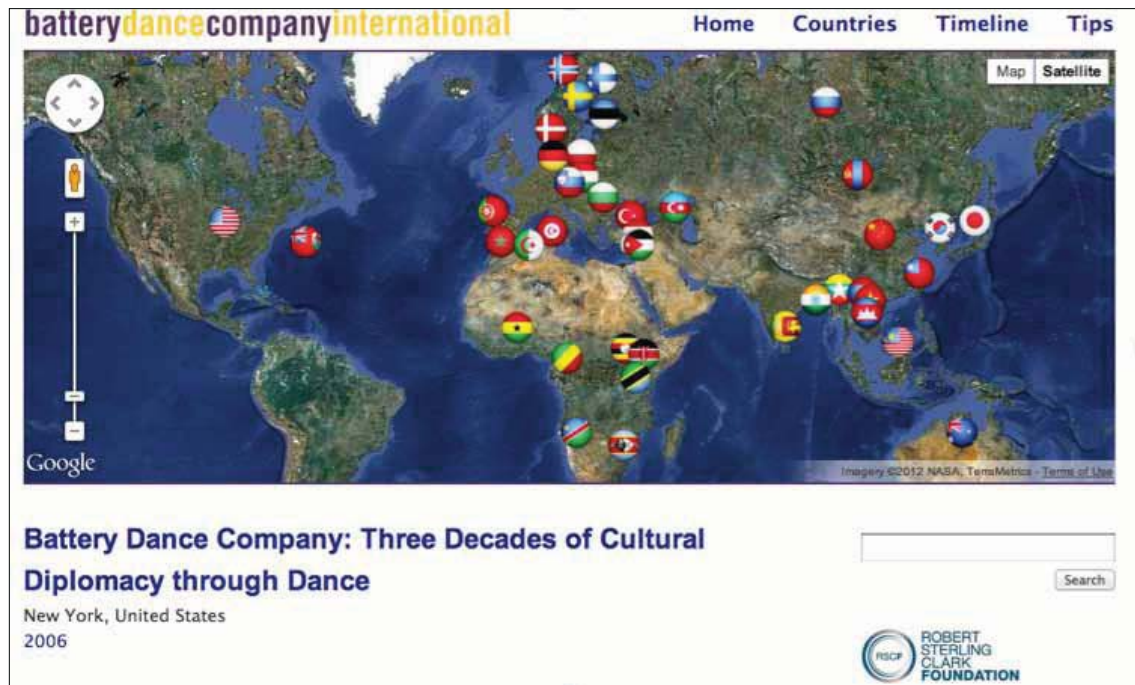 batterydancecompanyinternational
Home Countries Timeline Tips
Map Satellite
Google
Imagery ©2012 NASA, TerraMetrics - Terms of Use
Battery Dance Company: Three Decades of Cultural
Diplomacy through Dance
New York, United States
2006
Search
RSCF
ROBERT
STERLING
CLARK
FOUNDATION